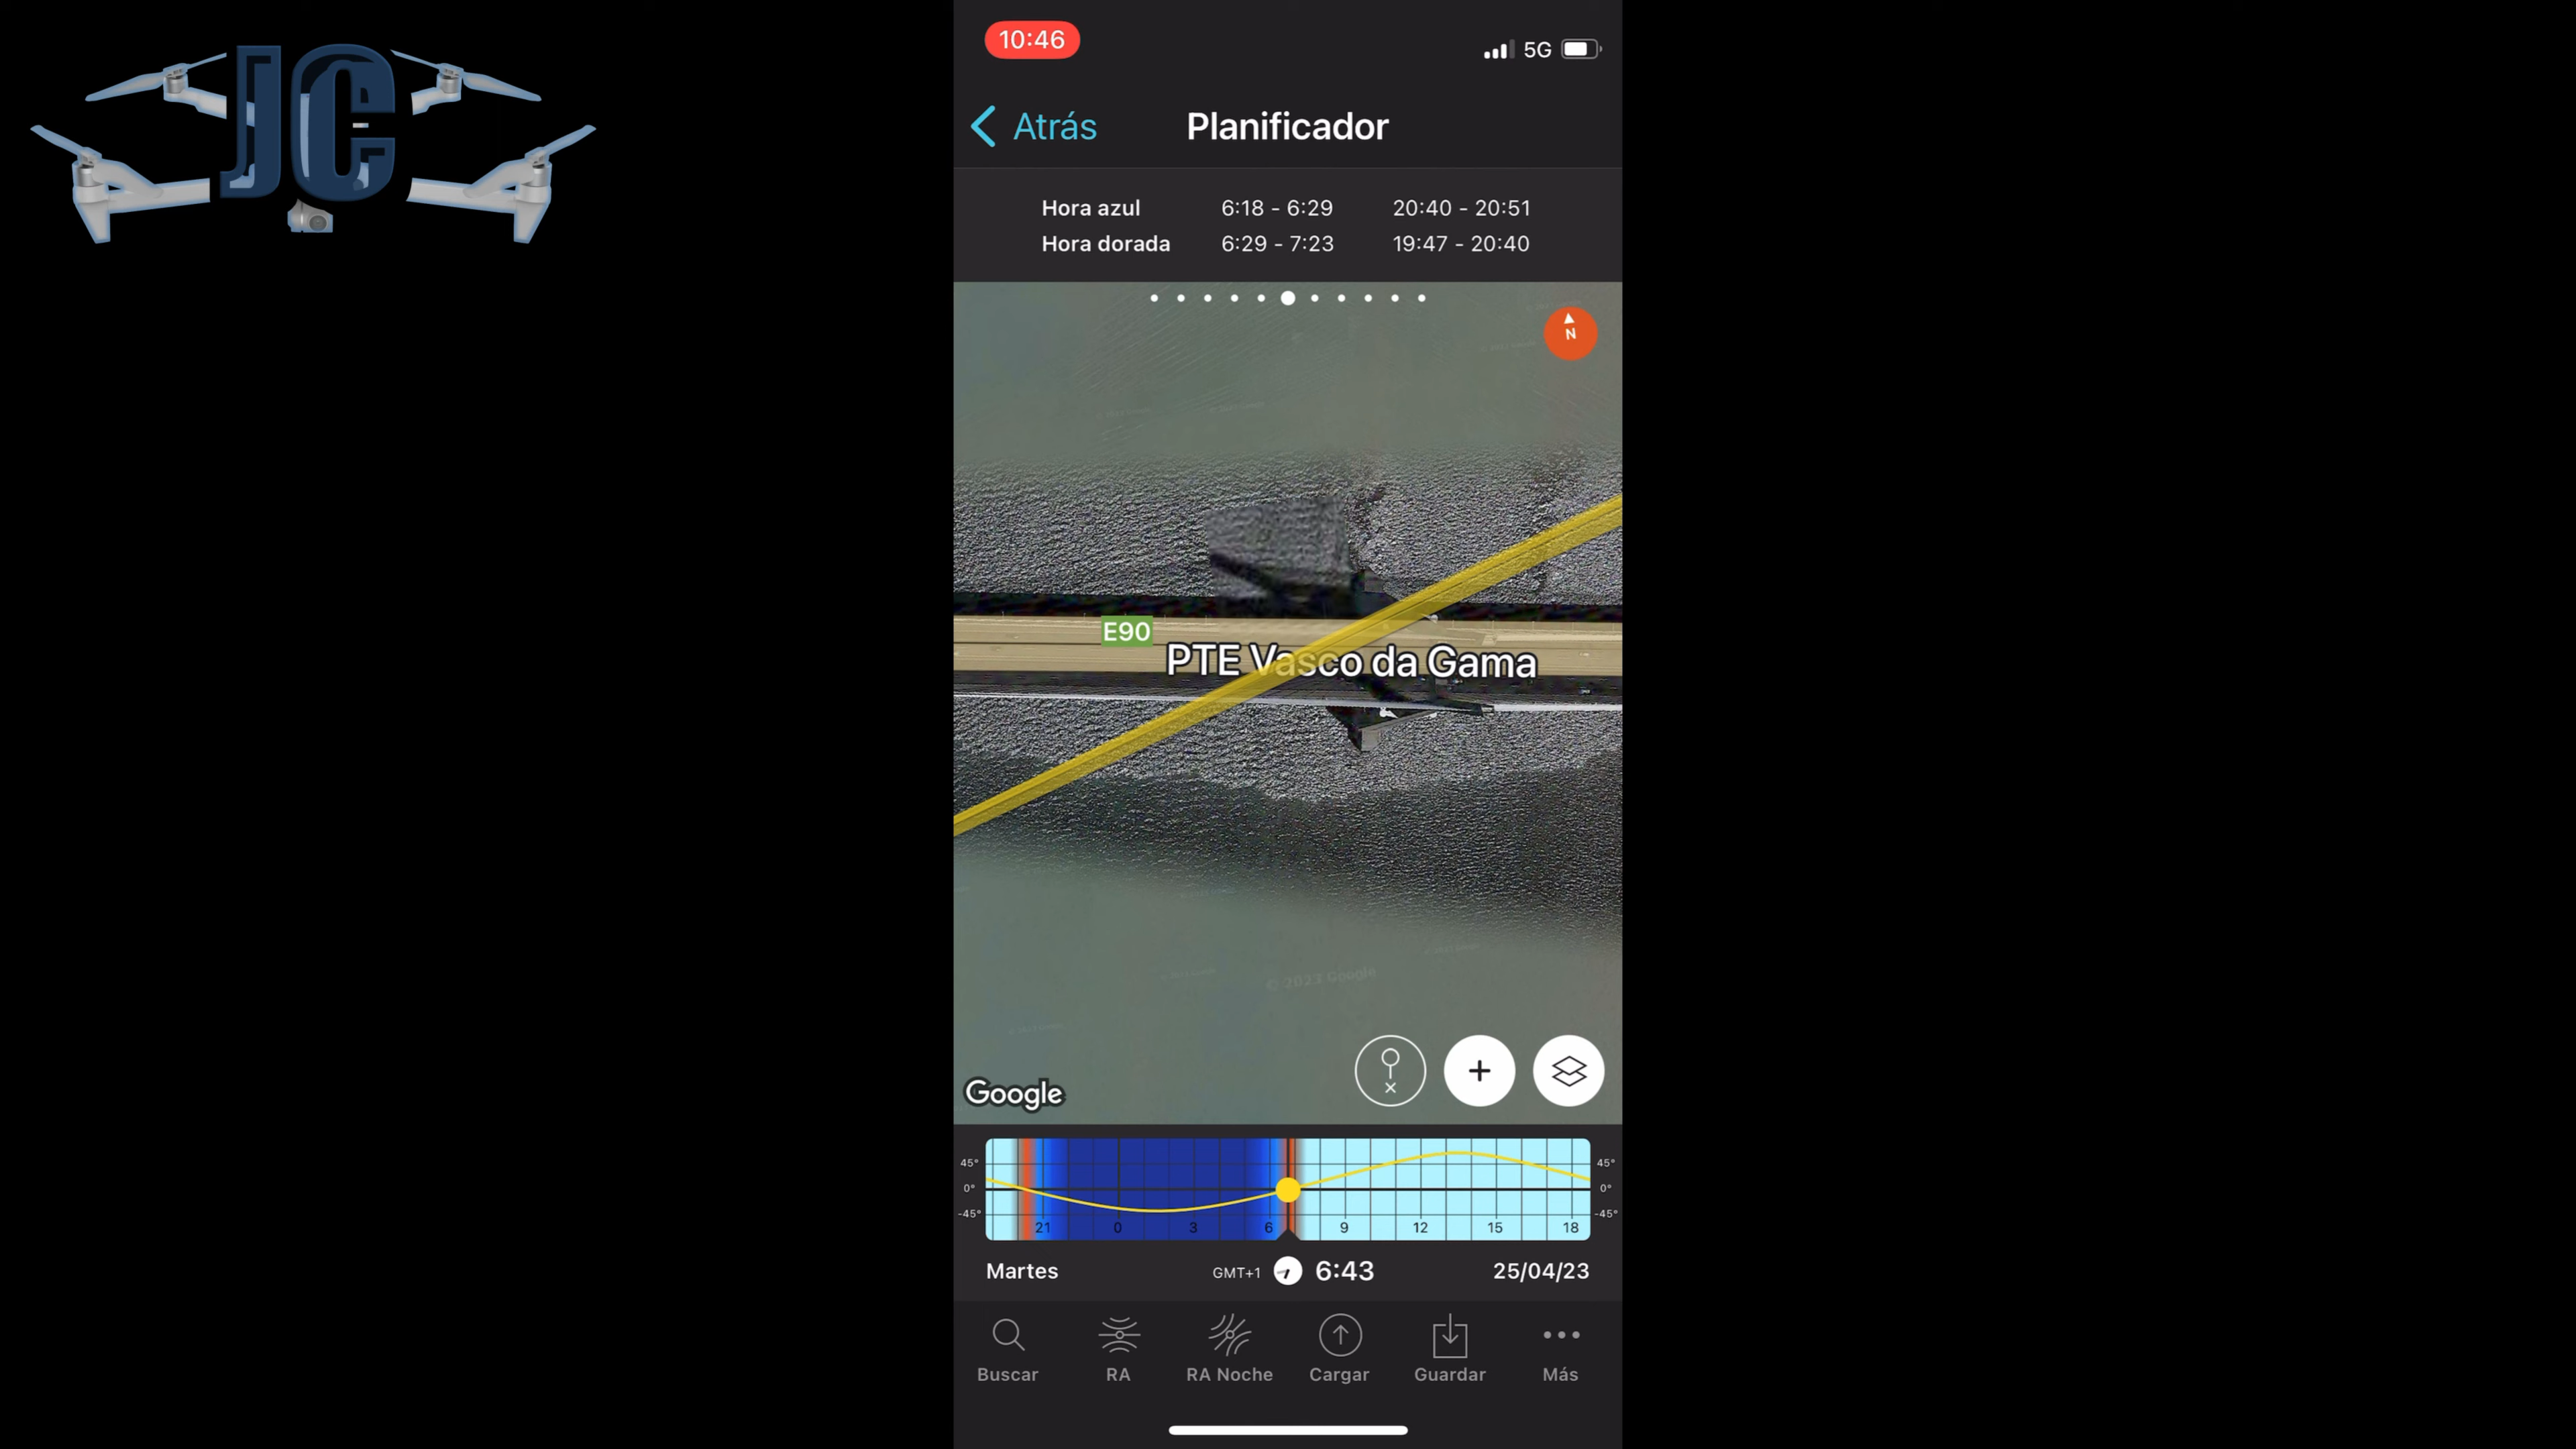 JC
10:46
5G
Atrás
Planificador
Hora azul 6:18 - 6:29 20:40 - 20:51
Hora dorada 6:29 - 7:23 19:47 - 20:40
N
E90
PTE Vasco da Gama
© 2023 Google
Google
45° 45°
0° 0°
-45° 21 0 3 6 9 12 15 18 -45°
Martes GMT+1 6:43 25/04/23
Buscar RA RA Noche Cargar Guardar Más